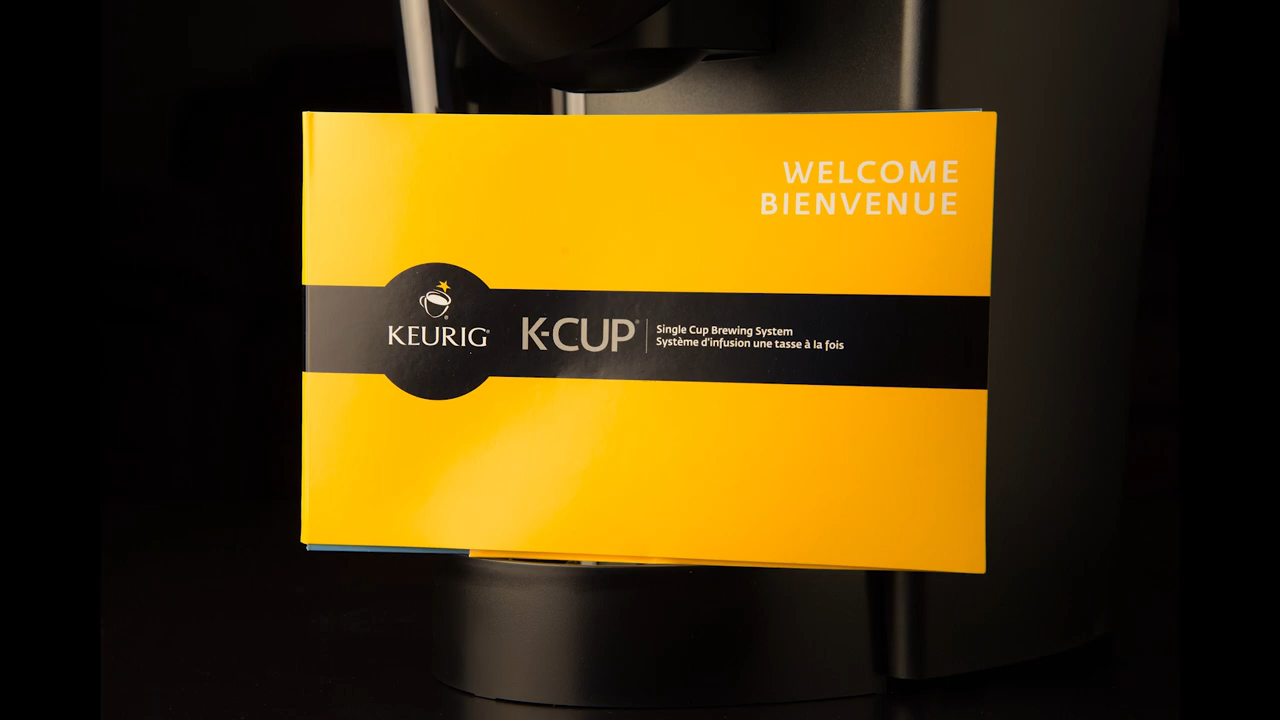 WELCOME
BIENVENUE
KEURIG®
K-CUP®
Single Cup Brewing System
Système d'infusion une tasse à la fois